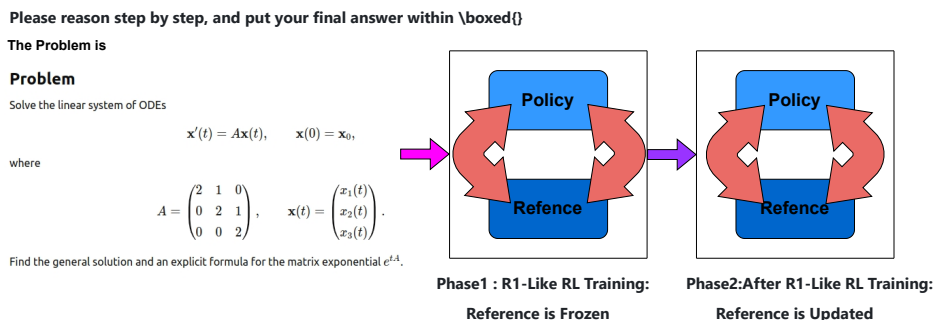 Please reason step by step, and put your final answer within \boxed{}
The Problem is
Problem
Solve the linear system of ODEs
x′(t) = Ax(t),  x(0) = x₀,
where
A = ( 2 1 0
0 2 1
0 0 2 ),  x(t) = ( x₁(t)
x₂(t)
x₃(t) ).
Find the general solution and an explicit formula for the matrix exponential e^{tA}.
Policy
Refence
Phase1 : R1-Like RL Training:
Reference is Frozen
Policy
Refence
Phase2:After R1-Like RL Training:
Reference is Updated